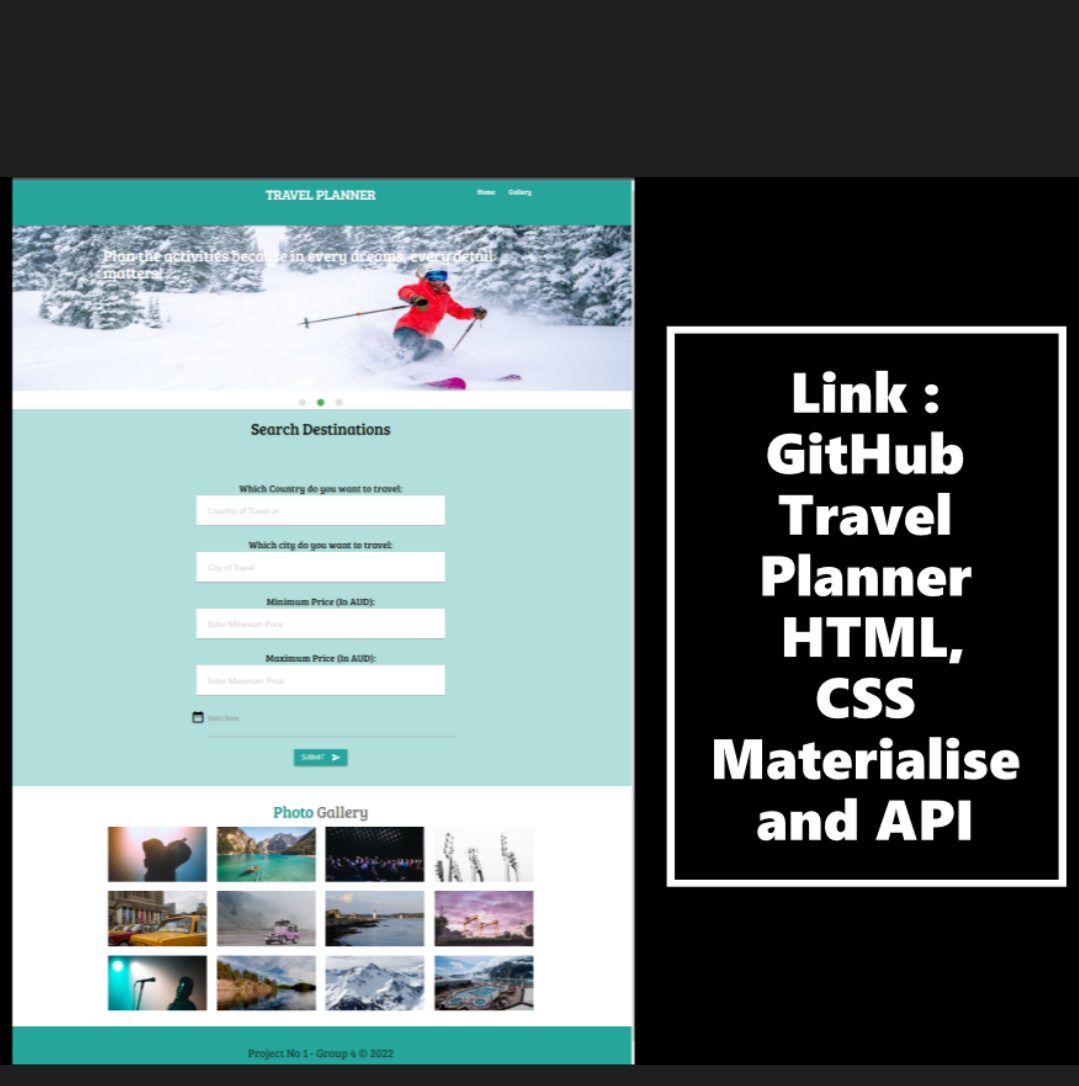 TRAVEL PLANNER
Home Gallery
Plan the activities because in every dreams, every detail
matters!
Search Destinations
Which Country do you want to travel:
Country of Travel or
Which city do you want to travel:
City of Travel
Minimum Price (In AUD):
Enter Minimum Price
Maximum Price (In AUD):
Enter Maximum Price
Start Date
SUBMIT
Photo Gallery
Project No 1 - Group 4 © 2022
Link :
GitHub
Travel
Planner
HTML,
CSS
Materialise
and API